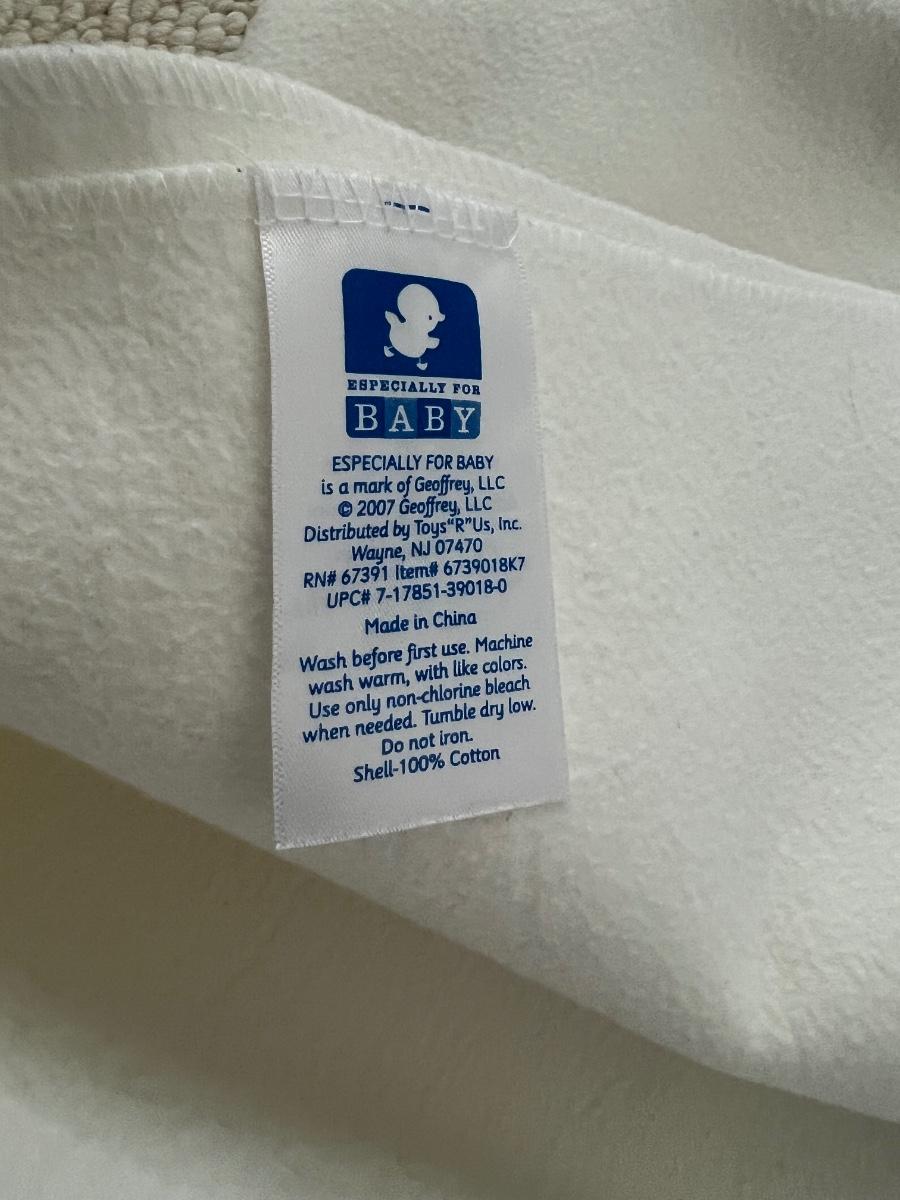 ESPECIALLY FOR
BABY
ESPECIALLY FOR BABY
is a mark of Geoffrey, LLC
© 2007 Geoffrey, LLC
Distributed by Toys“R”Us, Inc.
Wayne, NJ 07470
RN# 67391 Item# 6739018K7
UPC# 7-17851-39018-0
Made in China
Wash before first use. Machine
wash warm, with like colors.
Use only non-chlorine bleach
when needed. Tumble dry low.
Do not iron.
Shell-100% Cotton